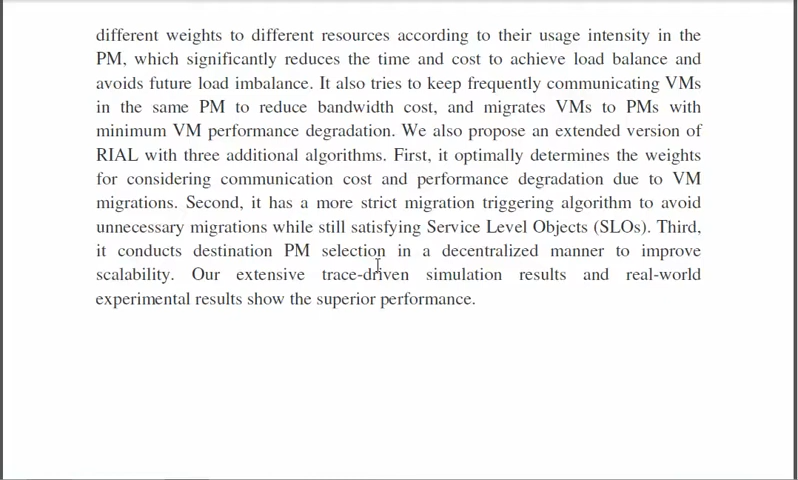 different weights to different resources according to their usage intensity in the
PM, which significantly reduces the time and cost to achieve load balance and
avoids future load imbalance. It also tries to keep frequently communicating VMs
in the same PM to reduce bandwidth cost, and migrates VMs to PMs with
minimum VM performance degradation. We also propose an extended version of
RIAL with three additional algorithms. First, it optimally determines the weights
for considering communication cost and performance degradation due to VM
migrations. Second, it has a more strict migration triggering algorithm to avoid
unnecessary migrations while still satisfying Service Level Objects (SLOs). Third,
it conducts destination PM selection in a decentralized manner to improve
scalability. Our extensive trace-driven simulation results and real-world
experimental results show the superior performance.